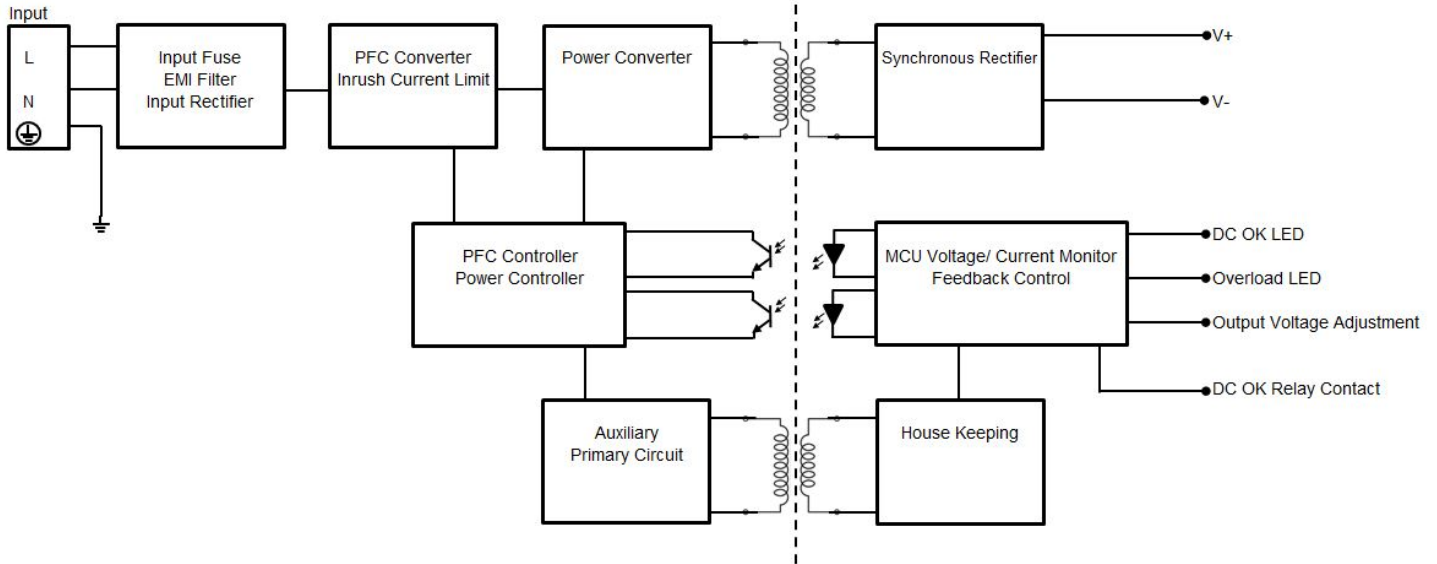 Input
L
N
Input Fuse
EMI Filter
Input Rectifier
PFC Converter
Inrush Current Limit
Power Converter
Synchronous Rectifier
V+
V-
PFC Controller
Power Controller
MCU Voltage/ Current Monitor
Feedback Control
DC OK LED
Overload LED
Output Voltage Adjustment
DC OK Relay Contact
Auxiliary
Primary Circuit
House Keeping